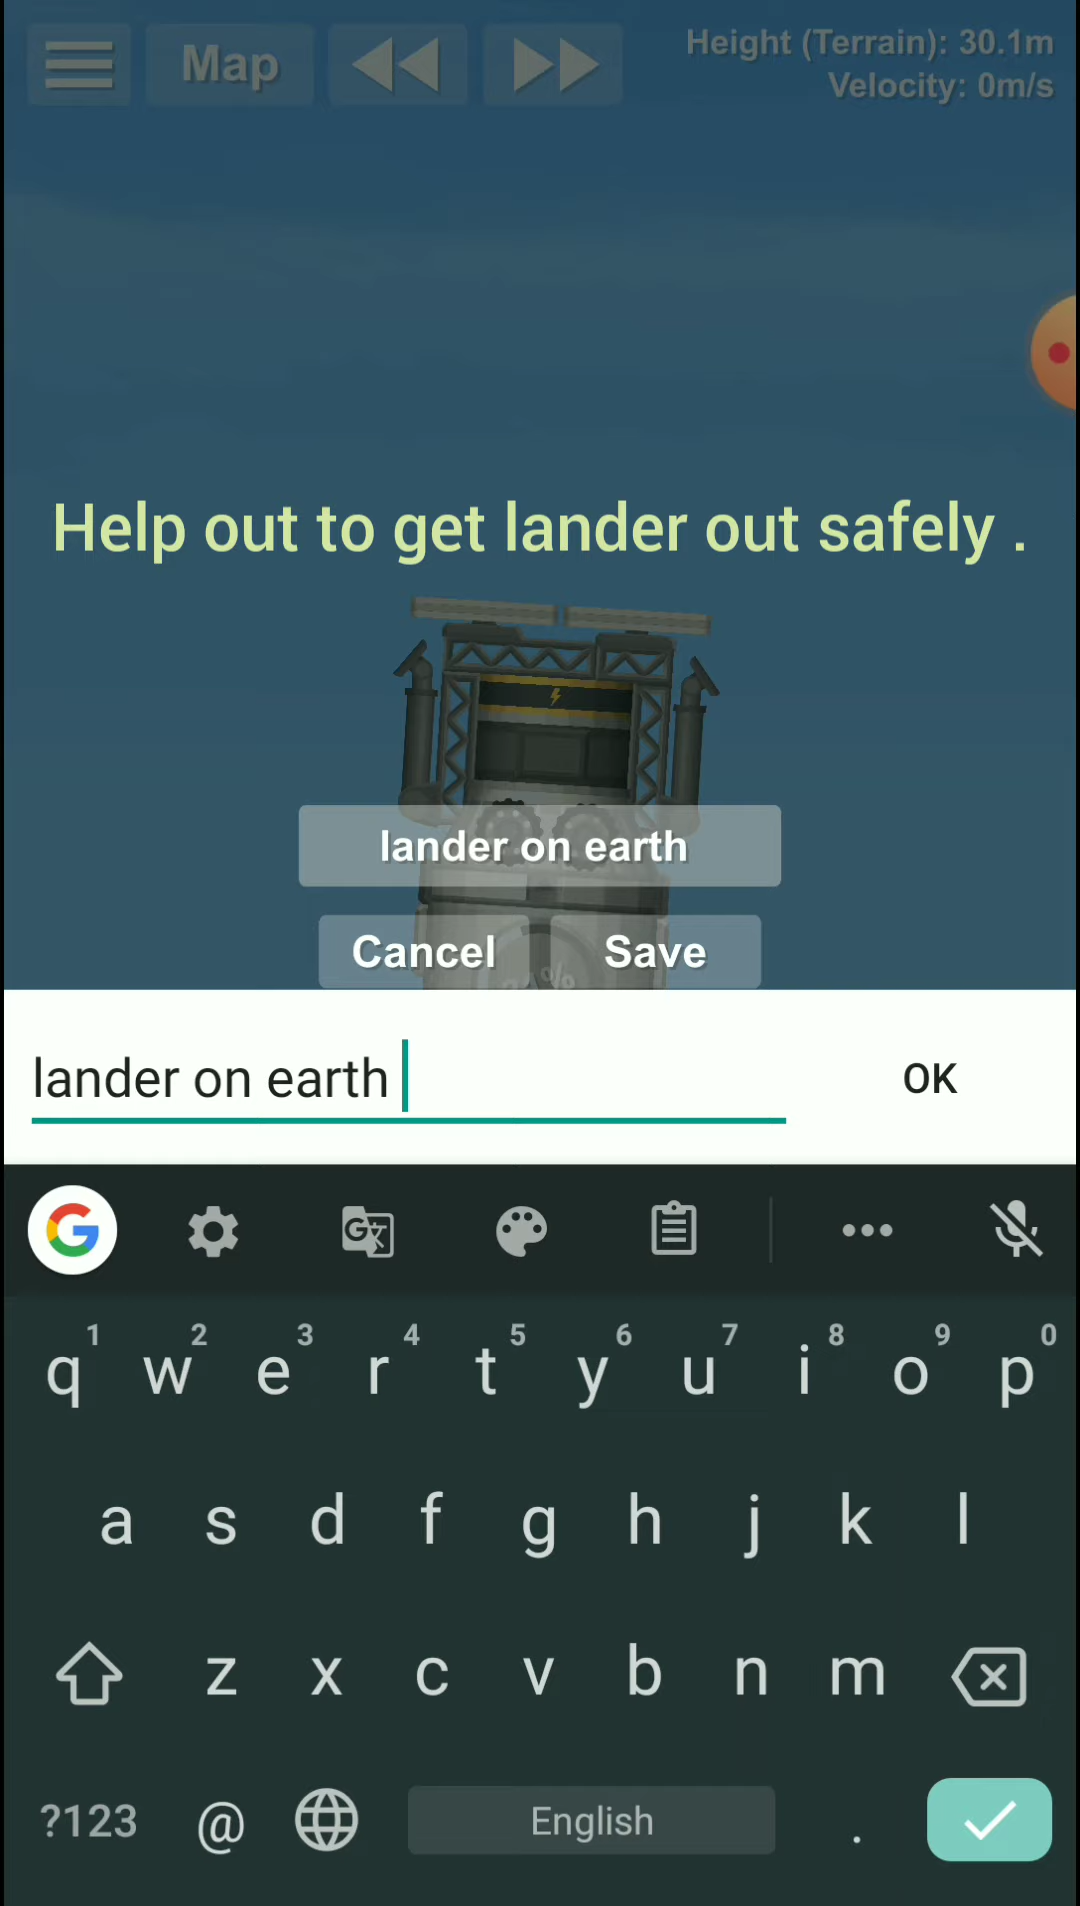 Map
Height (Terrain): 30.1m
Velocity: 0m/s
Help out to get lander out safely .
lander on earth
Cancel
Save
lander on earth
OK
1 2 3 4 5 6 7 8 9 0
q w e r t y u i o p
a s d f g h j k l
z x c v b n m
?123 @ English .